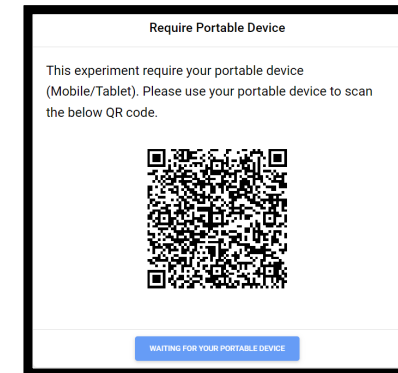 Require Portable Device
This experiment require your portable device
(Mobile/Tablet). Please use your portable device to scan
the below QR code.
WAITING FOR YOUR PORTABLE DEVICE